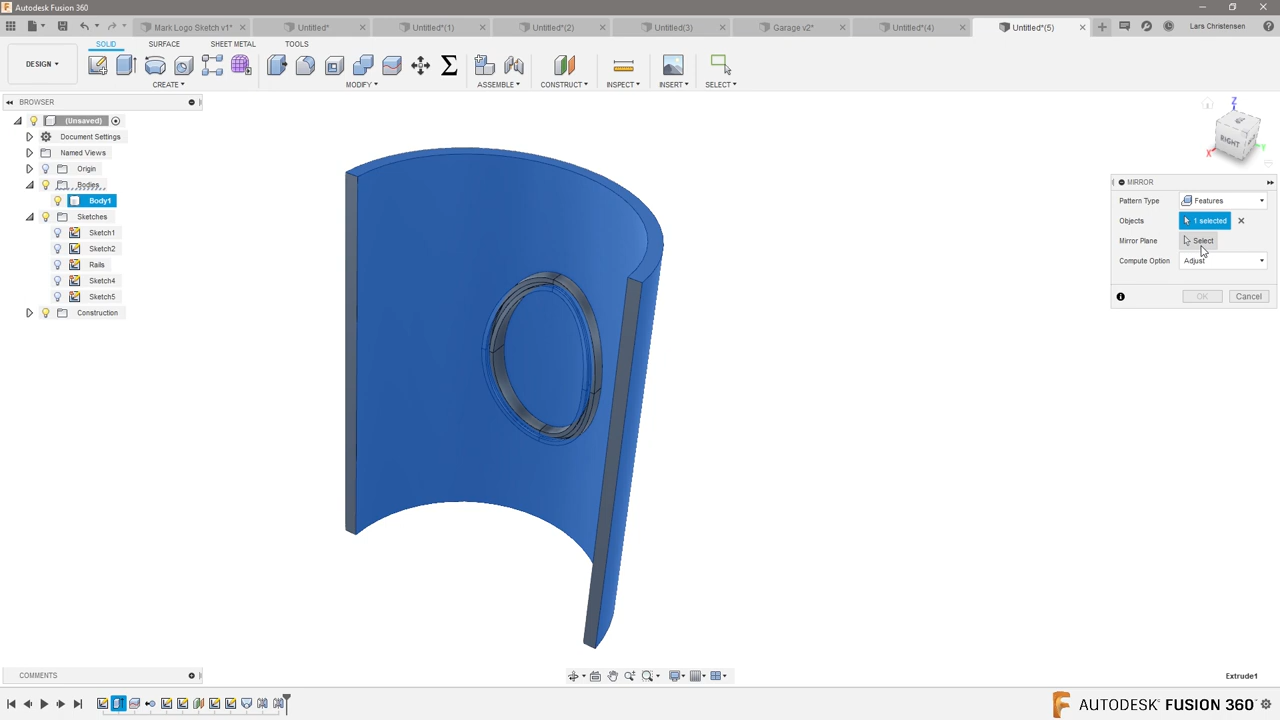 Autodesk Fusion 360
Mark Logo Sketch v1*
Untitled*
Untitled*(1)
Untitled*(2)
Untitled(3)
Garage v2*
Untitled*(4)
Untitled*(5)
Lars Christensen
SOLID
SURFACE
SHEET METAL
TOOLS
DESIGN
CREATE
MODIFY
ASSEMBLE
CONSTRUCT
INSPECT
INSERT
SELECT
BROWSER
(Unsaved)
Document Settings
Named Views
Origin
Bodies
Body1
Sketches
Sketch1
Sketch2
Rails
Sketch4
Sketch5
Construction
Z
RIGHT
X
Y
MIRROR
Pattern Type Features
Objects 1 selected
Mirror Plane Select
Compute Option Adjust
OK Cancel
COMMENTS
Extrude1
AUTODESK FUSION 360